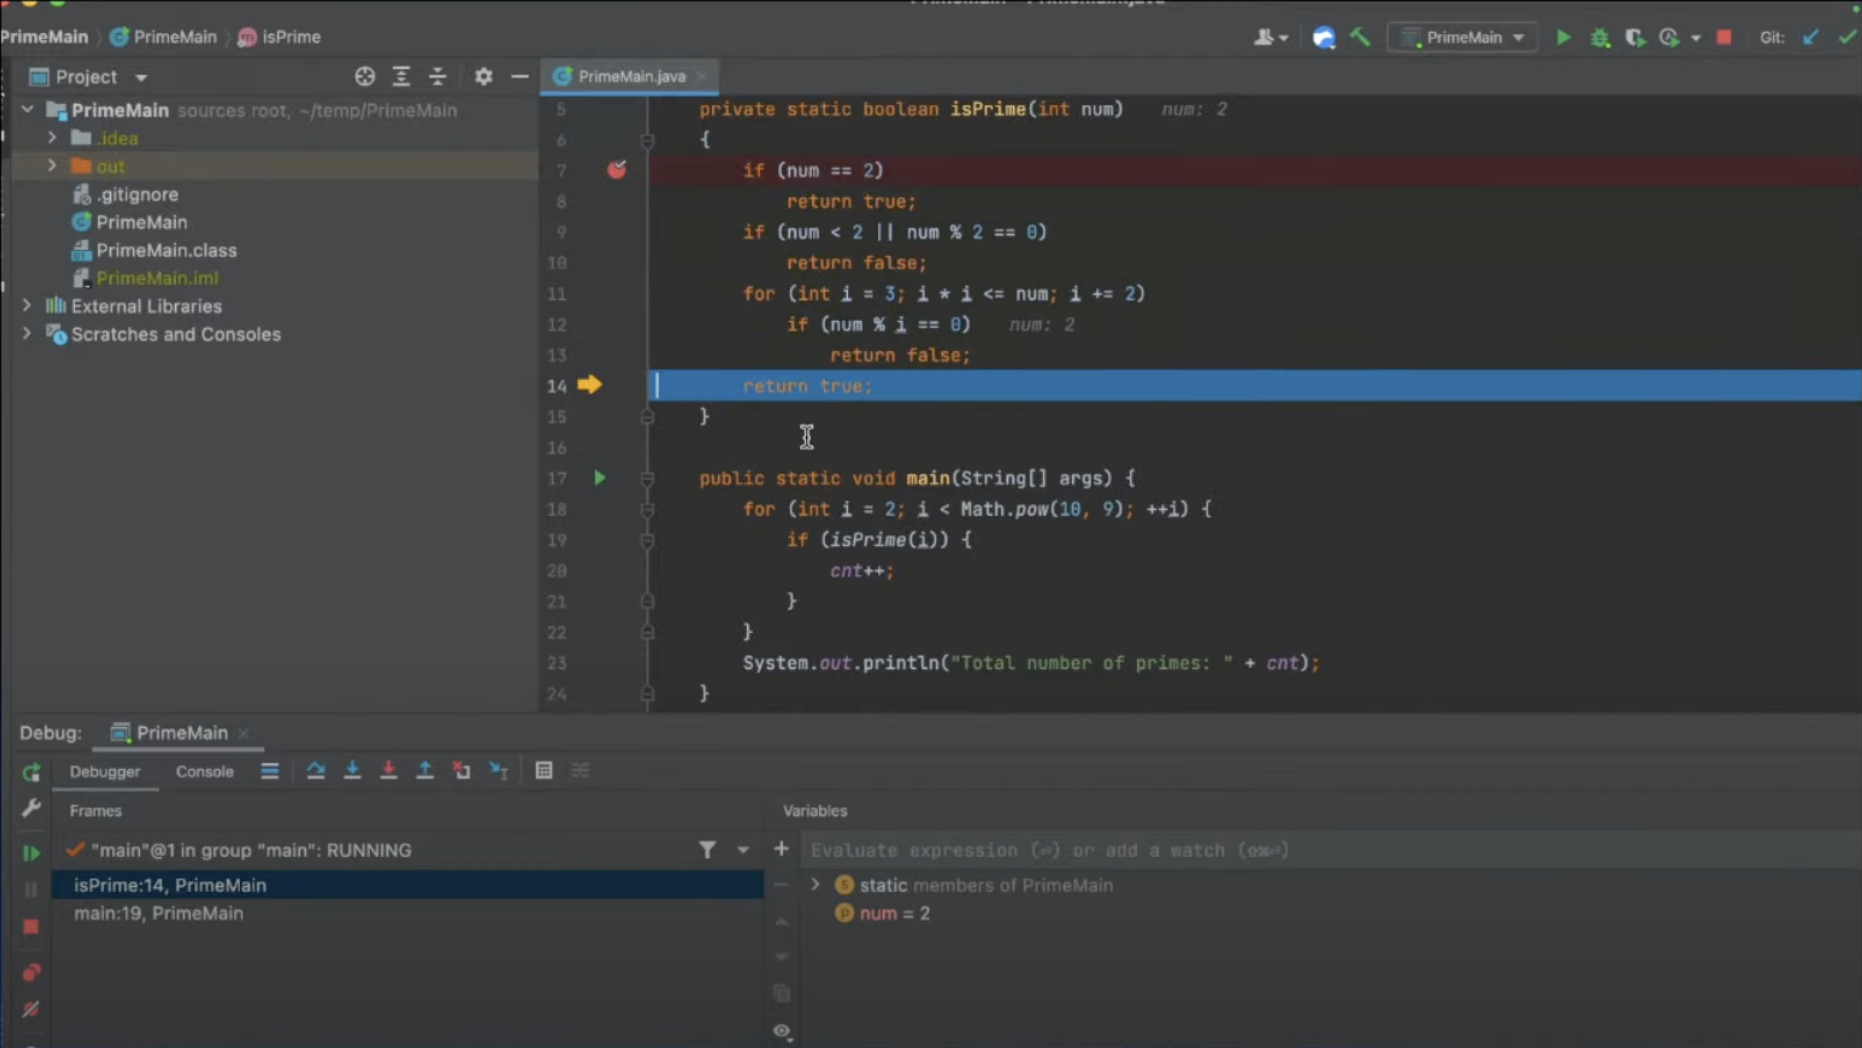 PrimeMain PrimeMain isPrime PrimeMain Git:
Project PrimeMain.java
PrimeMain sources root, ~/temp/PrimeMain
.idea
out
.gitignore
PrimeMain
PrimeMain.class
PrimeMain.iml
External Libraries
Scratches and Consoles
5 private static boolean isPrime(int num) num: 2
6 {
7 if (num == 2)
8 return true;
9 if (num < 2 || num % 2 == 0)
10 return false;
11 for (int i = 3; i * i <= num; i += 2)
12 if (num % i == 0) num: 2
13 return false;
14 return true;
15 }
16
17 public static void main(String[] args) {
18 for (int i = 2; i < Math.pow(10, 9); ++i) {
19 if (isPrime(i)) {
20 cnt++;
21 }
22 }
23 System.out.println("Total number of primes: " + cnt);
24 }
Debug: PrimeMain
Debugger Console
Frames
"main"@1 in group "main": RUNNING
isPrime:14, PrimeMain
main:19, PrimeMain
Variables
Evaluate expression (⏎) or add a watch (⌥⌘⏎)
static members of PrimeMain
num = 2